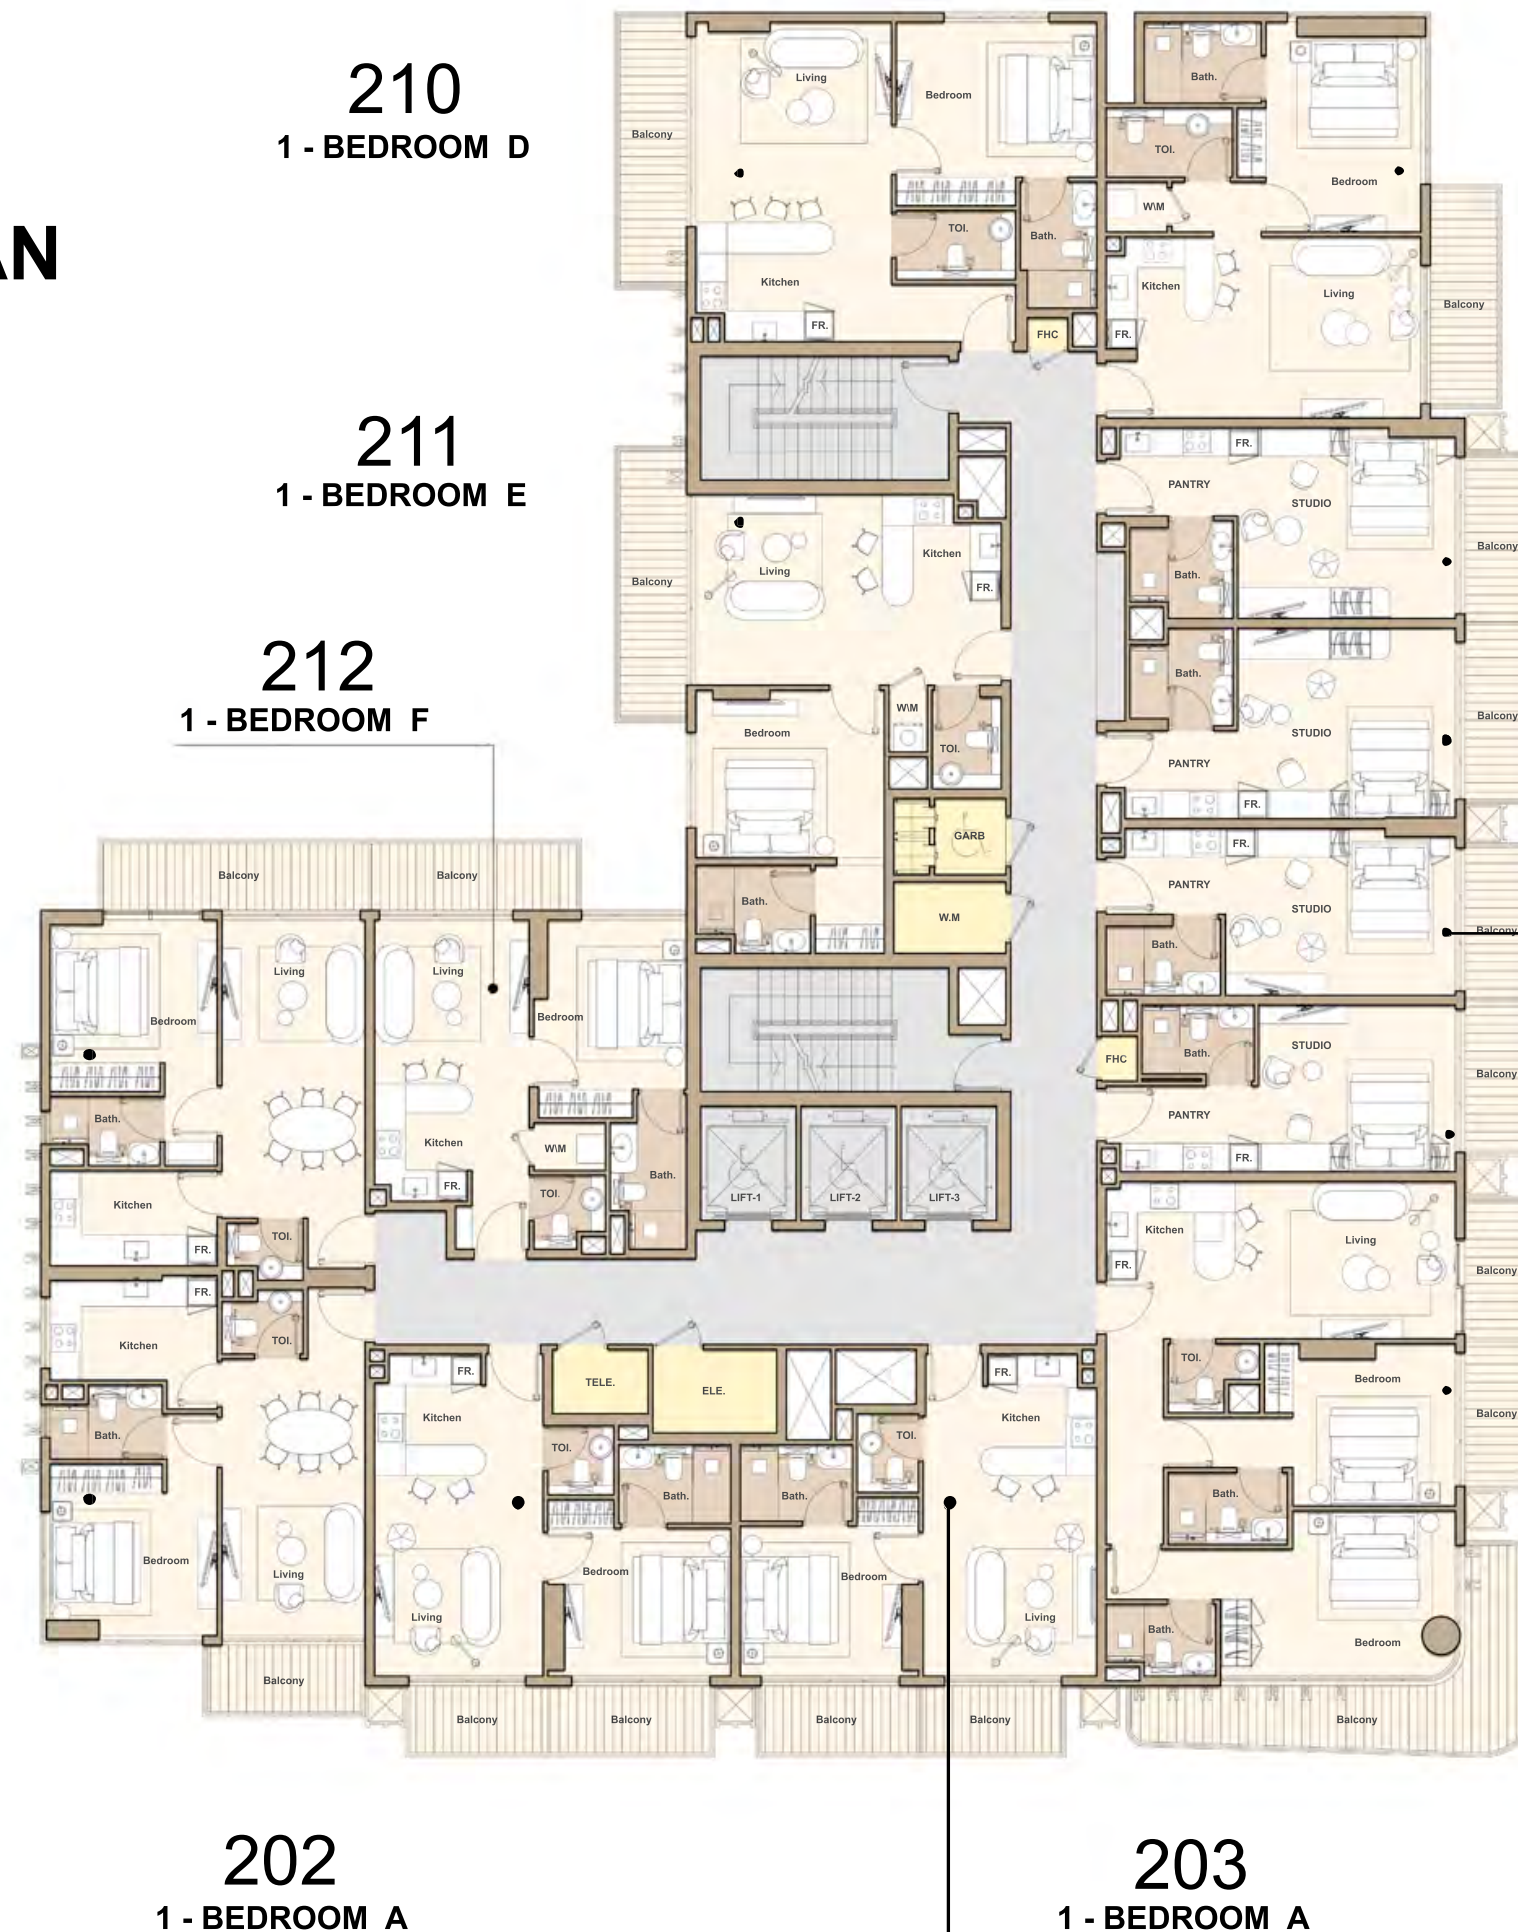 210
1 - BEDROOM D
AN
211
1 - BEDROOM E
212
1 - BEDROOM F
Living
Bedroom
Balcony
TOI.
Bath.
Kitchen
FR.
FHC
Bath.
TOI.
Bedroom
W\M
Kitchen
Living
Balcony
FR.
FR.
PANTRY
STUDIO
Balcony
Bath.
Kitchen
Living
Balcony
FR.
Bath.
W\M
Bedroom
TOI.
Balcony
STUDIO
PANTRY
FR.
GARB
FR.
PANTRY
STUDIO
Bath.
W.M
Balcony
Bath.
Balcony
Balcony
Living
Living
Bedroom
Bedroom
Bath.
Kitchen
W\M
Bath.
FR.
TOI.
Kitchen
TOI.
FR.
LIFT-1
LIFT-2
LIFT-3
FHC
Bath.
STUDIO
Balcony
PANTRY
FR.
Kitchen
Living
FR.
Balcony
FR.
TOI.
Kitchen
Bath.
Bedroom
Living
Balcony
FR.
Kitchen
TELE.
ELE.
TOI.
Bath.
Bedroom
Living
Balcony
Balcony
FR.
Kitchen
TOI.
Bath.
Bedroom
Living
Balcony
Balcony
TOI.
Bedroom
Balcony
Bath.
Bath.
Bedroom
Balcony
202
1 - BEDROOM A
203
1 - BEDROOM A